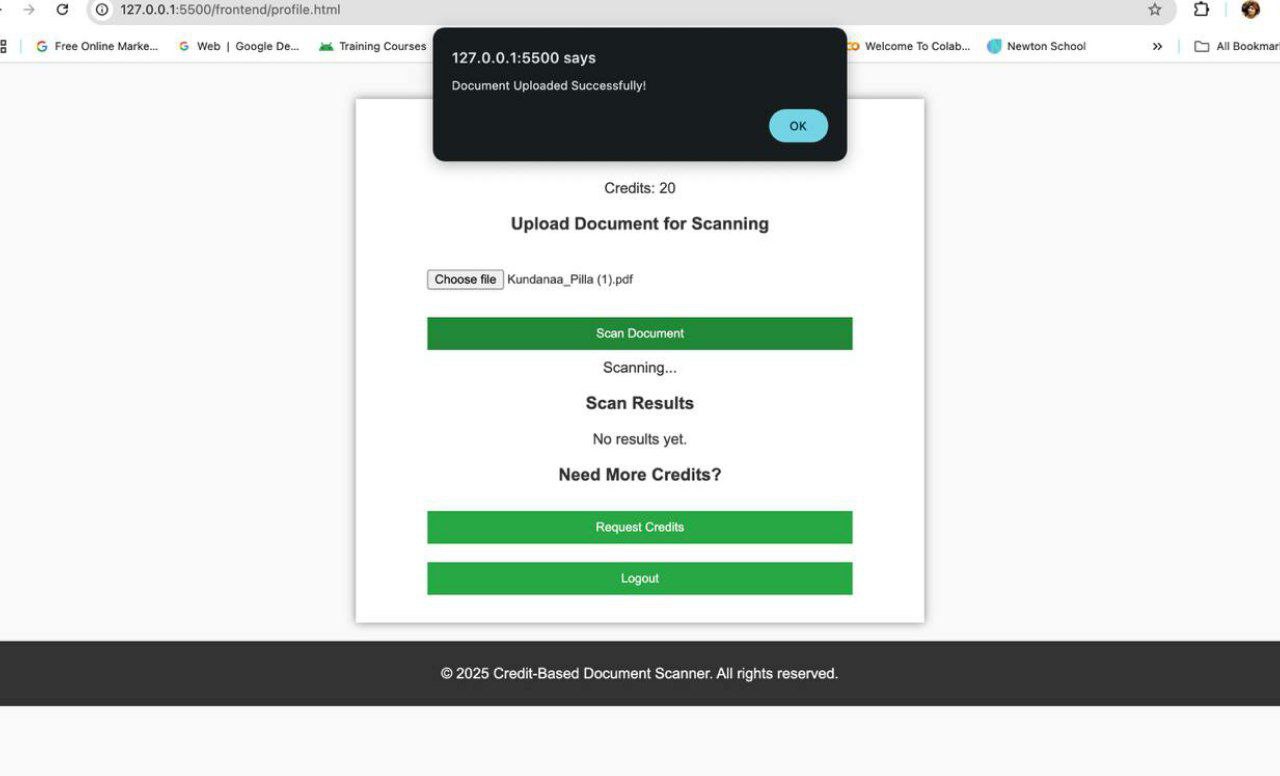 127.0.0.1:5500/frontend/profile.html
Free Online Marke... Web | Google De... Training Courses Welcome To Colab... Newton School » All Bookmar
127.0.0.1:5500 says
Document Uploaded Successfully!
OK
Credits: 20
Upload Document for Scanning
Choose file Kundanaa_Pilla (1).pdf
Scan Document
Scanning...
Scan Results
No results yet.
Need More Credits?
Request Credits
Logout
© 2025 Credit-Based Document Scanner. All rights reserved.